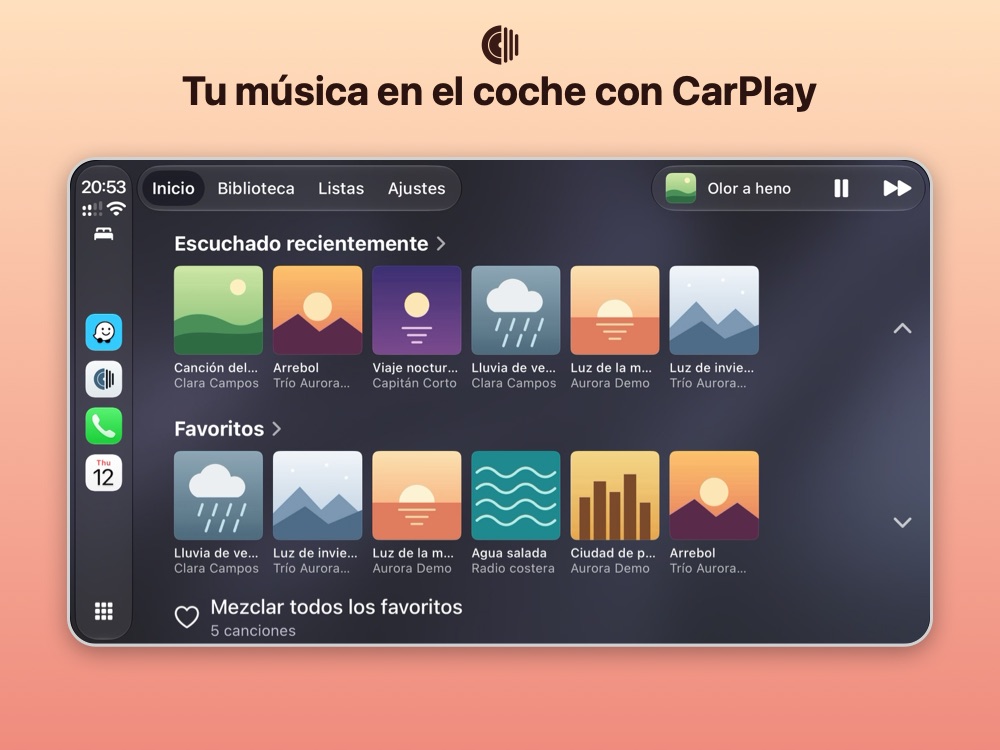 Tu música en el coche con CarPlay
20:53
Inicio
Biblioteca
Listas
Ajustes
Olor a heno
Escuchado recientemente
Canción del...
Clara Campos
Arrebol
Trío Aurora...
Viaje noctur...
Capitán Corto
Lluvia de ve...
Clara Campos
Luz de la m...
Aurora Demo
Luz de invie...
Trío Aurora...
Thu
12
Favoritos
Lluvia de ve...
Clara Campos
Luz de invie...
Trío Aurora...
Luz de la m...
Aurora Demo
Agua salada
Radio costera
Ciudad de p...
Aurora Demo
Arrebol
Trío Aurora...
Mezclar todos los favoritos
5 canciones